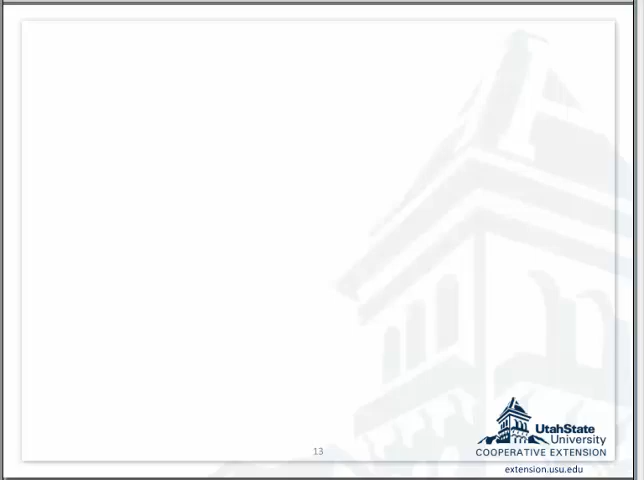 13
UtahState
University
COOPERATIVE EXTENSION
extension.usu.edu